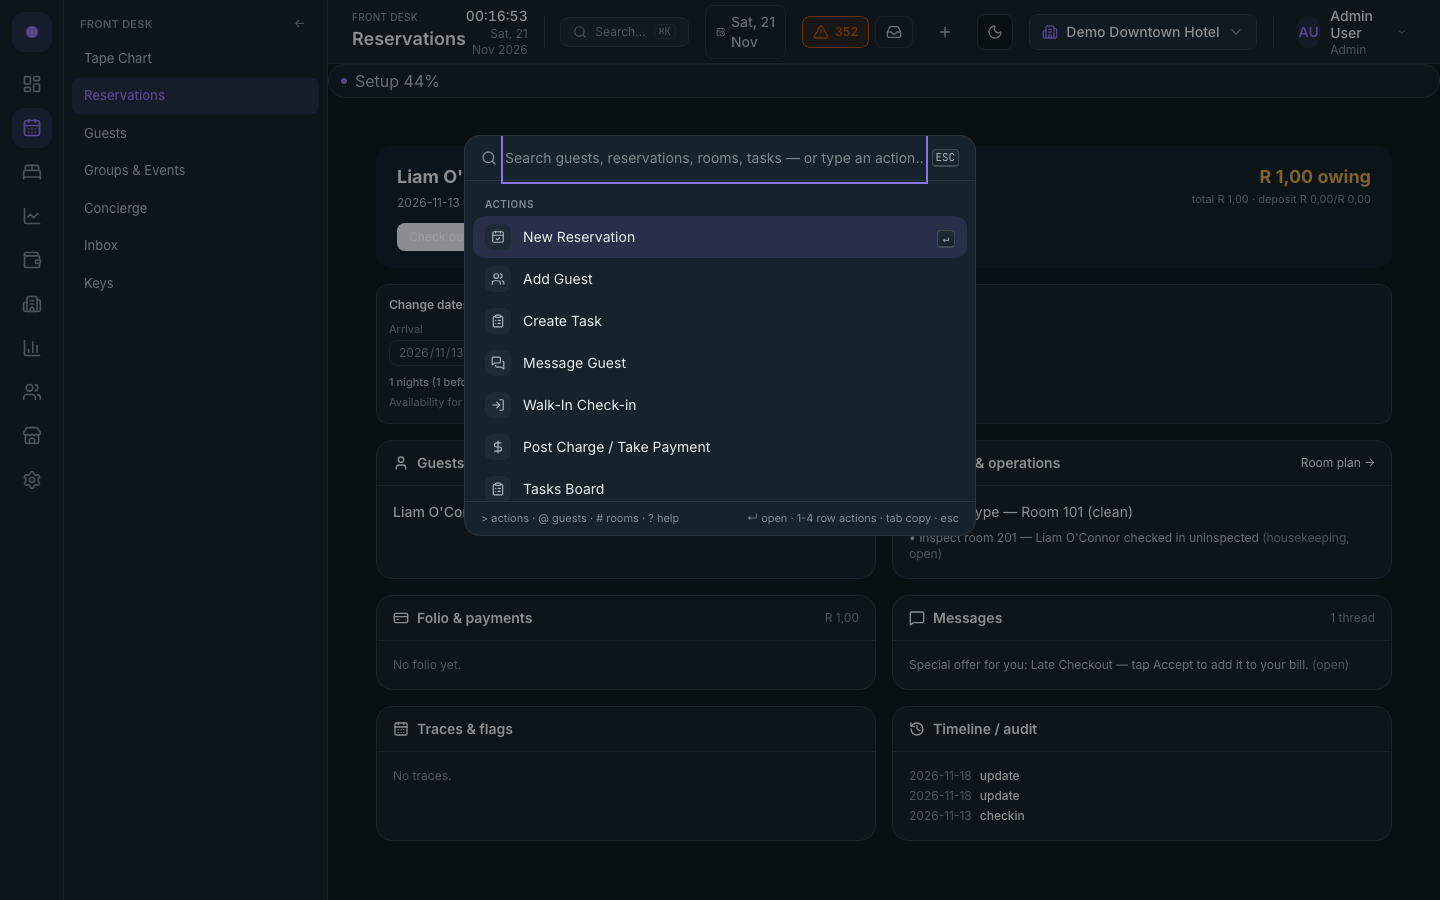 FRONT DESK
Tape Chart
Reservations
Guests
Groups & Events
Concierge
Inbox
Keys
FRONT DESK
Reservations
00:16:53
Sat, 21
Nov 2026
Search...
⌘K
Sat, 21
Nov
352
Demo Downtown Hotel
AU
Admin
User
Admin
Setup 44%
Search guests, reservations, rooms, tasks — or type an action..
ESC
ACTIONS
New Reservation
↵
Add Guest
Create Task
Message Guest
Walk-In Check-in
Post Charge / Take Payment
Tasks Board
> actions · @ guests · # rooms · ? help
↵ open · 1-4 row actions · tab copy · esc
Liam O'
2026-11-13
Check ou
R 1,00 owing
total R 1,00 · deposit R 0,00/R 0,00
Change dates
Arrival
2026/11/13
1 nights (1 befo
Availability for
Guests
Liam O'Co
& operations
Room plan →
ype — Room 101 (clean)
• Inspect room 201 — Liam O'Connor checked in uninspected (housekeeping,
open)
Folio & payments
R 1,00
No folio yet.
Messages
1 thread
Special offer for you: Late Checkout — tap Accept to add it to your bill. (open)
Traces & flags
No traces.
Timeline / audit
2026-11-18 update
2026-11-18 update
2026-11-13 checkin